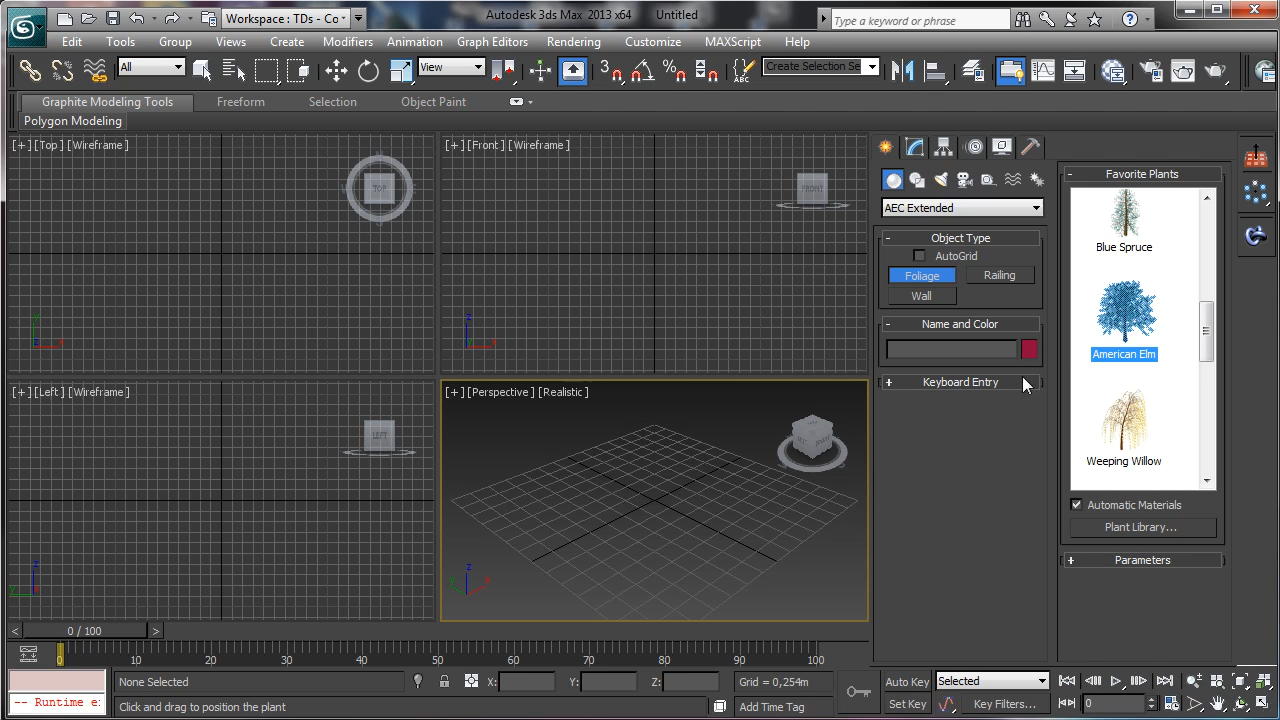 Workspace : TDs - Co
Autodesk 3ds Max  2013 x64     Untitled
Type a keyword or phrase
Edit Tools Group Views Create Modifiers Animation Graph Editors Rendering Customize MAXScript Help
All
View
3
Create Selection Se
Graphite Modeling Tools Freeform Selection Object Paint
Polygon Modeling
[+] [Top] [Wireframe]
TOP
[+] [Front] [Wireframe]
FRONT
[+] [Left] [Wireframe]
LEFT
[+] [Perspective] [Realistic]
AEC Extended
- Object Type
AutoGrid
Foliage Railing
Wall
- Name and Color
+ Keyboard Entry
- Favorite Plants
Blue Spruce
American Elm
Weeping Willow
Automatic Materials
Plant Library...
+ Parameters
< 0 / 100 >
0 10 20 30 40 50 60 70 80 90 100
None Selected X: Y: Z: Grid = 0,254m
-- Runtime e:
Click and drag to position the plant
Add Time Tag
Auto Key Selected
Set Key Key Filters...
0